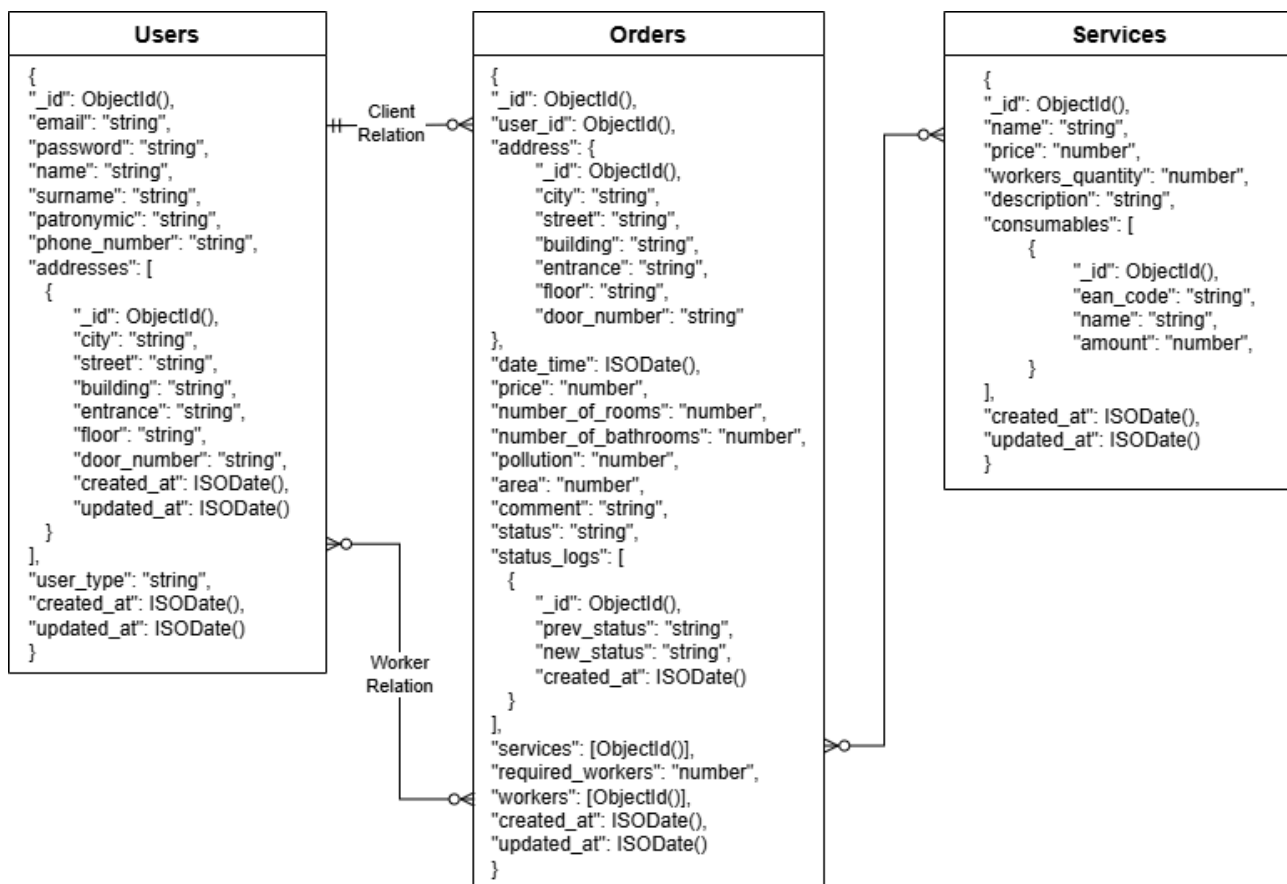 Users
{
"_id": ObjectId(),
"email": "string",
"password": "string",
"name": "string",
"surname": "string",
"patronymic": "string",
"phone_number": "string",
"addresses": [
{
"_id": ObjectId(),
"city": "string",
"street": "string",
"building": "string",
"entrance": "string",
"floor": "string",
"door_number": "string",
"created_at": ISODate(),
"updated_at": ISODate()
}
],
"user_type": "string",
"created_at": ISODate(),
"updated_at": ISODate()
}
Client
Relation
Worker
Relation
Orders
{
"_id": ObjectId(),
"user_id": ObjectId(),
"address": {
"_id": ObjectId(),
"city": "string",
"street": "string",
"building": "string",
"entrance": "string",
"floor": "string",
"door_number": "string"
},
"date_time": ISODate(),
"price": "number",
"number_of_rooms": "number",
"number_of_bathrooms": "number",
"pollution": "number",
"area": "number",
"comment": "string",
"status": "string",
"status_logs": [
{
"_id": ObjectId(),
"prev_status": "string",
"new_status": "string",
"created_at": ISODate()
}
],
"services": [ObjectId()],
"required_workers": "number",
"workers": [ObjectId()],
"created_at": ISODate(),
"updated_at": ISODate()
}
Services
{
"_id": ObjectId(),
"name": "string",
"price": "number",
"workers_quantity": "number",
"description": "string",
"consumables": [
{
"_id": ObjectId(),
"ean_code": "string",
"name": "string",
"amount": "number",
}
],
"created_at": ISODate(),
"updated_at": ISODate()
}